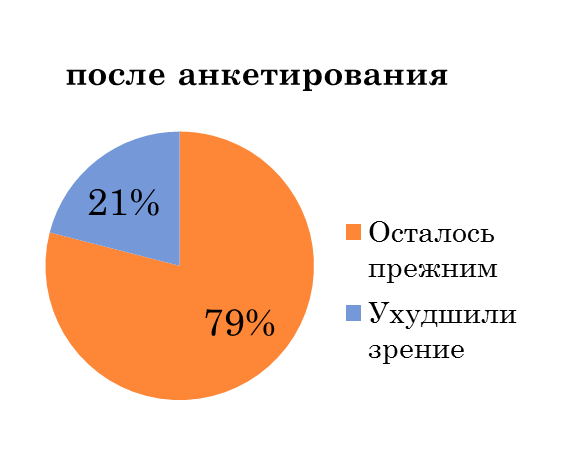 после анкетирования
21%
79%
Осталось
прежним
Ухудшили
зрение